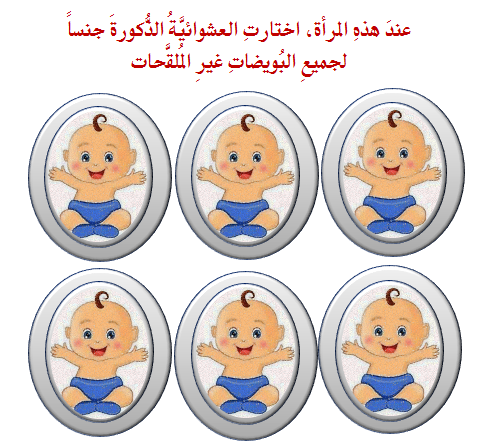 عندَ هذهِ المرأة، اختارتِ العشوائيَّةُ الذُّكورةَ جنساً
لجميعِ البُويضاتِ غيرِ المُلقَّحات